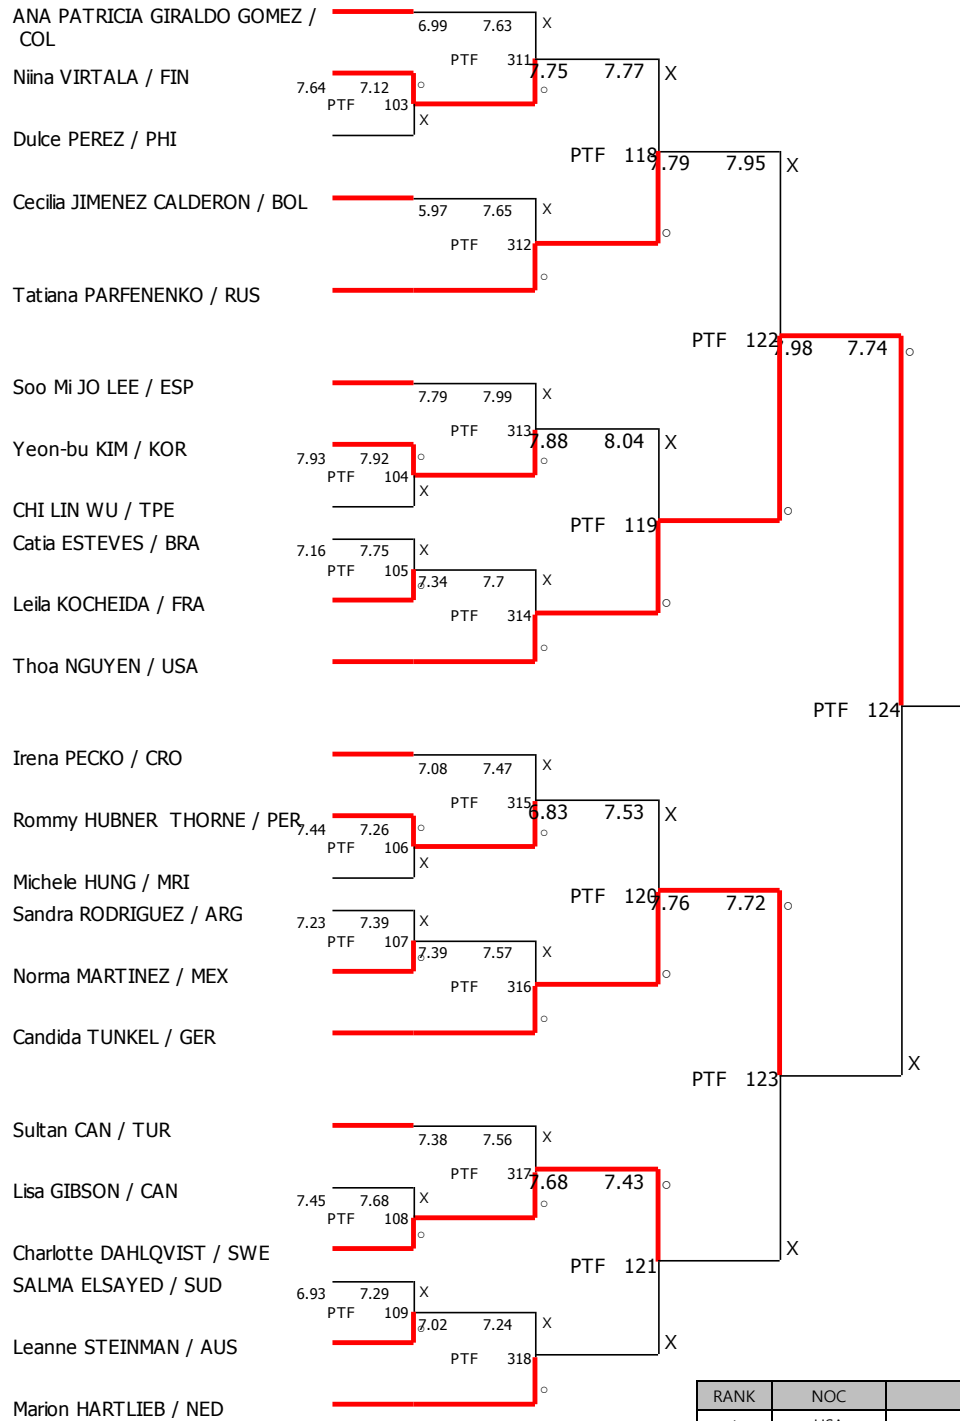 ANA PATRICIA GIRALDO GOMEZ /
COL
6.99 7.63 X
PTF 311
7.75 7.77 X
Niina VIRTALA / FIN
7.64 7.12 ○ ○
PTF 103
X
Dulce PEREZ / PHI
PTF 118
7.79 7.95 X
Cecilia JIMENEZ CALDERON / BOL
5.97 7.65 X
○
PTF 312
○
Tatiana PARFENENKO / RUS
PTF 122
7.98 7.74 ○
Soo Mi JO LEE / ESP
7.79 7.99 X
PTF 313
7.88 8.04 X
Yeon-bu KIM / KOR
7.93 7.92 ○ ○
PTF 104
X
CHI LIN WU / TPE
○
PTF 119
Catia ESTEVES / BRA
7.16 7.75 X
PTF 105
○
7.34 7.7 X
Leila KOCHEIDA / FRA
○
PTF 314
○
Thoa NGUYEN / USA
PTF 124
Irena PECKO / CRO
7.08 7.47 X
PTF 315
6.83 7.53 X
Rommy HUBNER THORNE / PER
7.44 7.26 ○ ○
PTF 106
X
Michele HUNG / MRI
PTF 120
7.76 7.72 ○
Sandra RODRIGUEZ / ARG
7.23 7.39 X
PTF 107
○
7.39 7.57 X
Norma MARTINEZ / MEX
○
PTF 316
○
Candida TUNKEL / GER
X
PTF 123
Sultan CAN / TUR
7.38 7.56 X
PTF 317
7.68 7.43 ○
Lisa GIBSON / CAN
7.45 7.68 X ○
PTF 108
○
Charlotte DAHLQVIST / SWE
X
PTF 121
SALMA ELSAYED / SUD
6.93 7.29 X
PTF 109
○
7.02 7.24 X
Leanne STEINMAN / AUS
X
PTF 318
○
Marion HARTLIEB / NED
RANK NOC